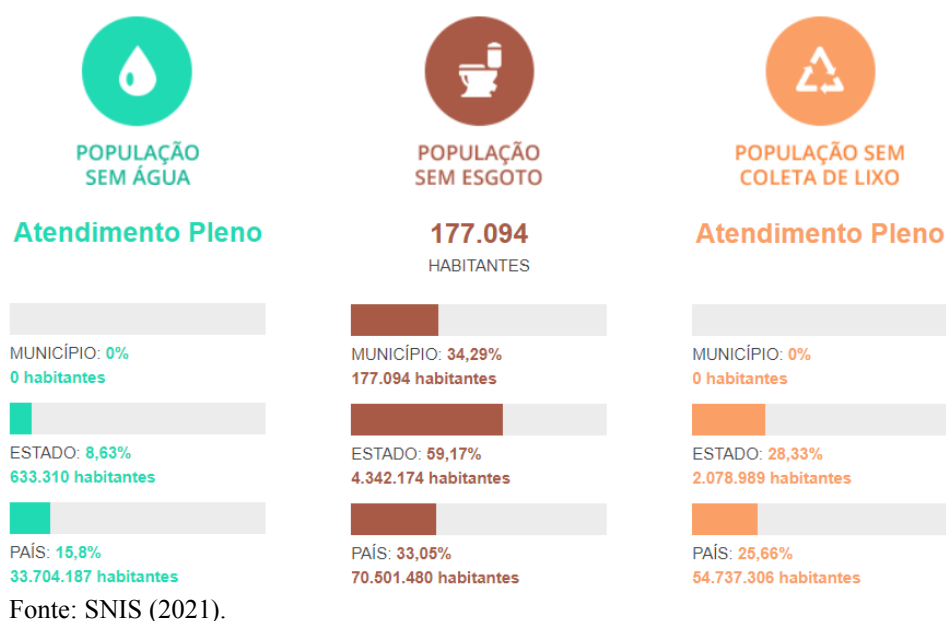 POPULAÇÃO
SEM ÁGUA
Atendimento Pleno
MUNICÍPIO: 0%
0 habitantes
ESTADO: 8,63%
633.310 habitantes
PAÍS: 15,8%
33.704.187 habitantes
POPULAÇÃO
SEM ESGOTO
177.094
HABITANTES
MUNICÍPIO: 34,29%
177.094 habitantes
ESTADO: 59,17%
4.342.174 habitantes
PAÍS: 33,05%
70.501.480 habitantes
POPULAÇÃO SEM
COLETA DE LIXO
Atendimento Pleno
MUNICÍPIO: 0%
0 habitantes
ESTADO: 28,33%
2.078.989 habitantes
PAÍS: 25,66%
54.737.306 habitantes
Fonte: SNIS (2021).